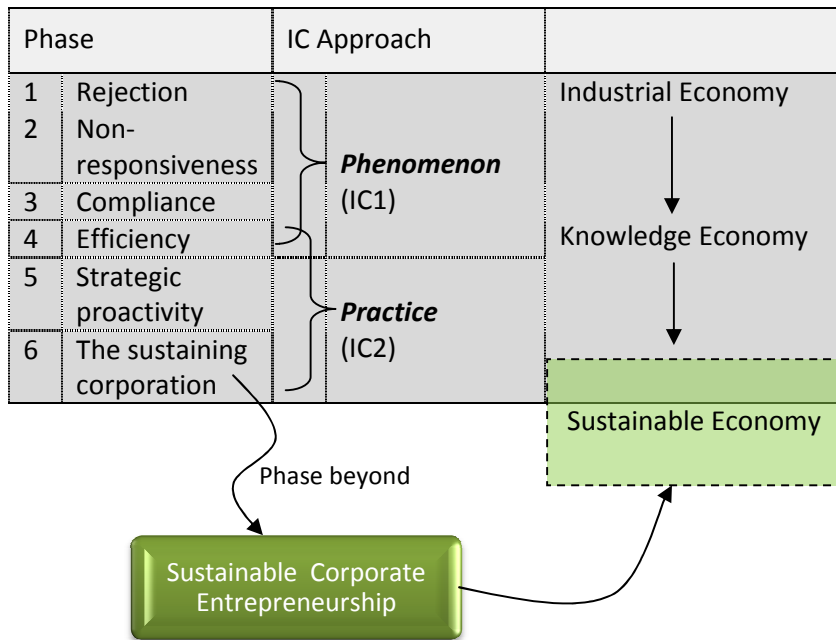 Phase IC Approach
1 Rejection
2 Non-
responsiveness
3 Compliance
4 Efficiency
5 Strategic
proactivity
6 The sustaining
corporation
Phenomenon
(IC1)
Practice
(IC2)
Industrial Economy
Knowledge Economy
Sustainable Economy
Phase beyond
Sustainable Corporate
Entrepreneurship